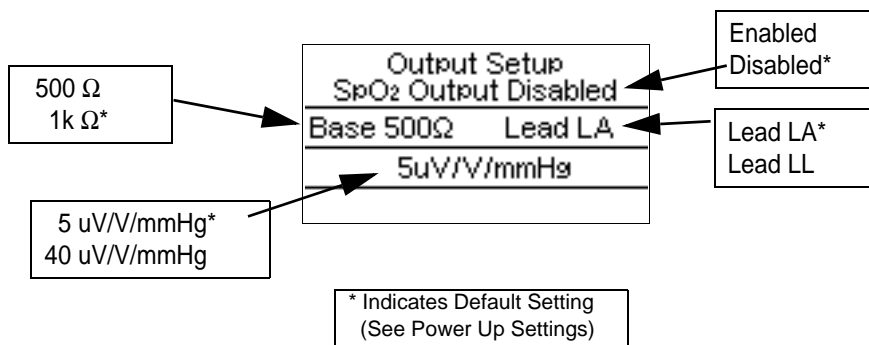 Enabled
Disabled*
Output Setup
SpO2 Output Disabled
500 Ω
1k Ω*
Base 500Ω Lead LA
Lead LA*
Lead LL
5uV/V/mmHg
5 uV/V/mmHg*
40 uV/V/mmHg
* Indicates Default Setting
(See Power Up Settings)